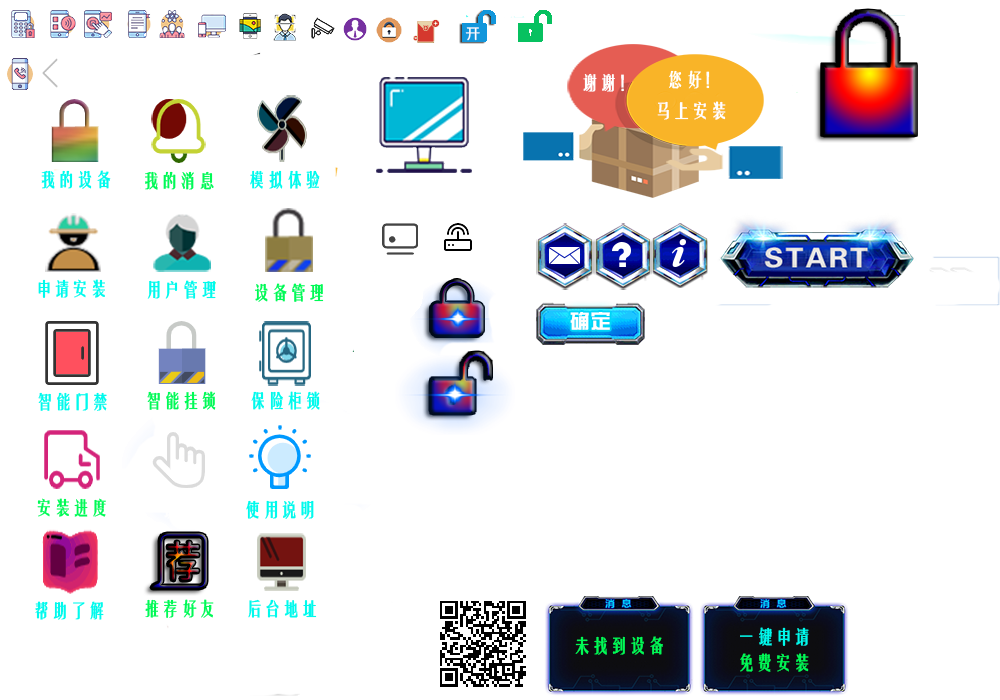 开
谢谢！
您好！
马上安装
我的设备
我的消息
模拟体验
申请安装
用户管理
设备管理
?
i
START
确定
智能门禁
智能挂锁
保险柜锁
安装进度
使用说明
荐
帮助了解
推荐好友
后台地址
消息
未找到设备
消息
一键申请
免费安装